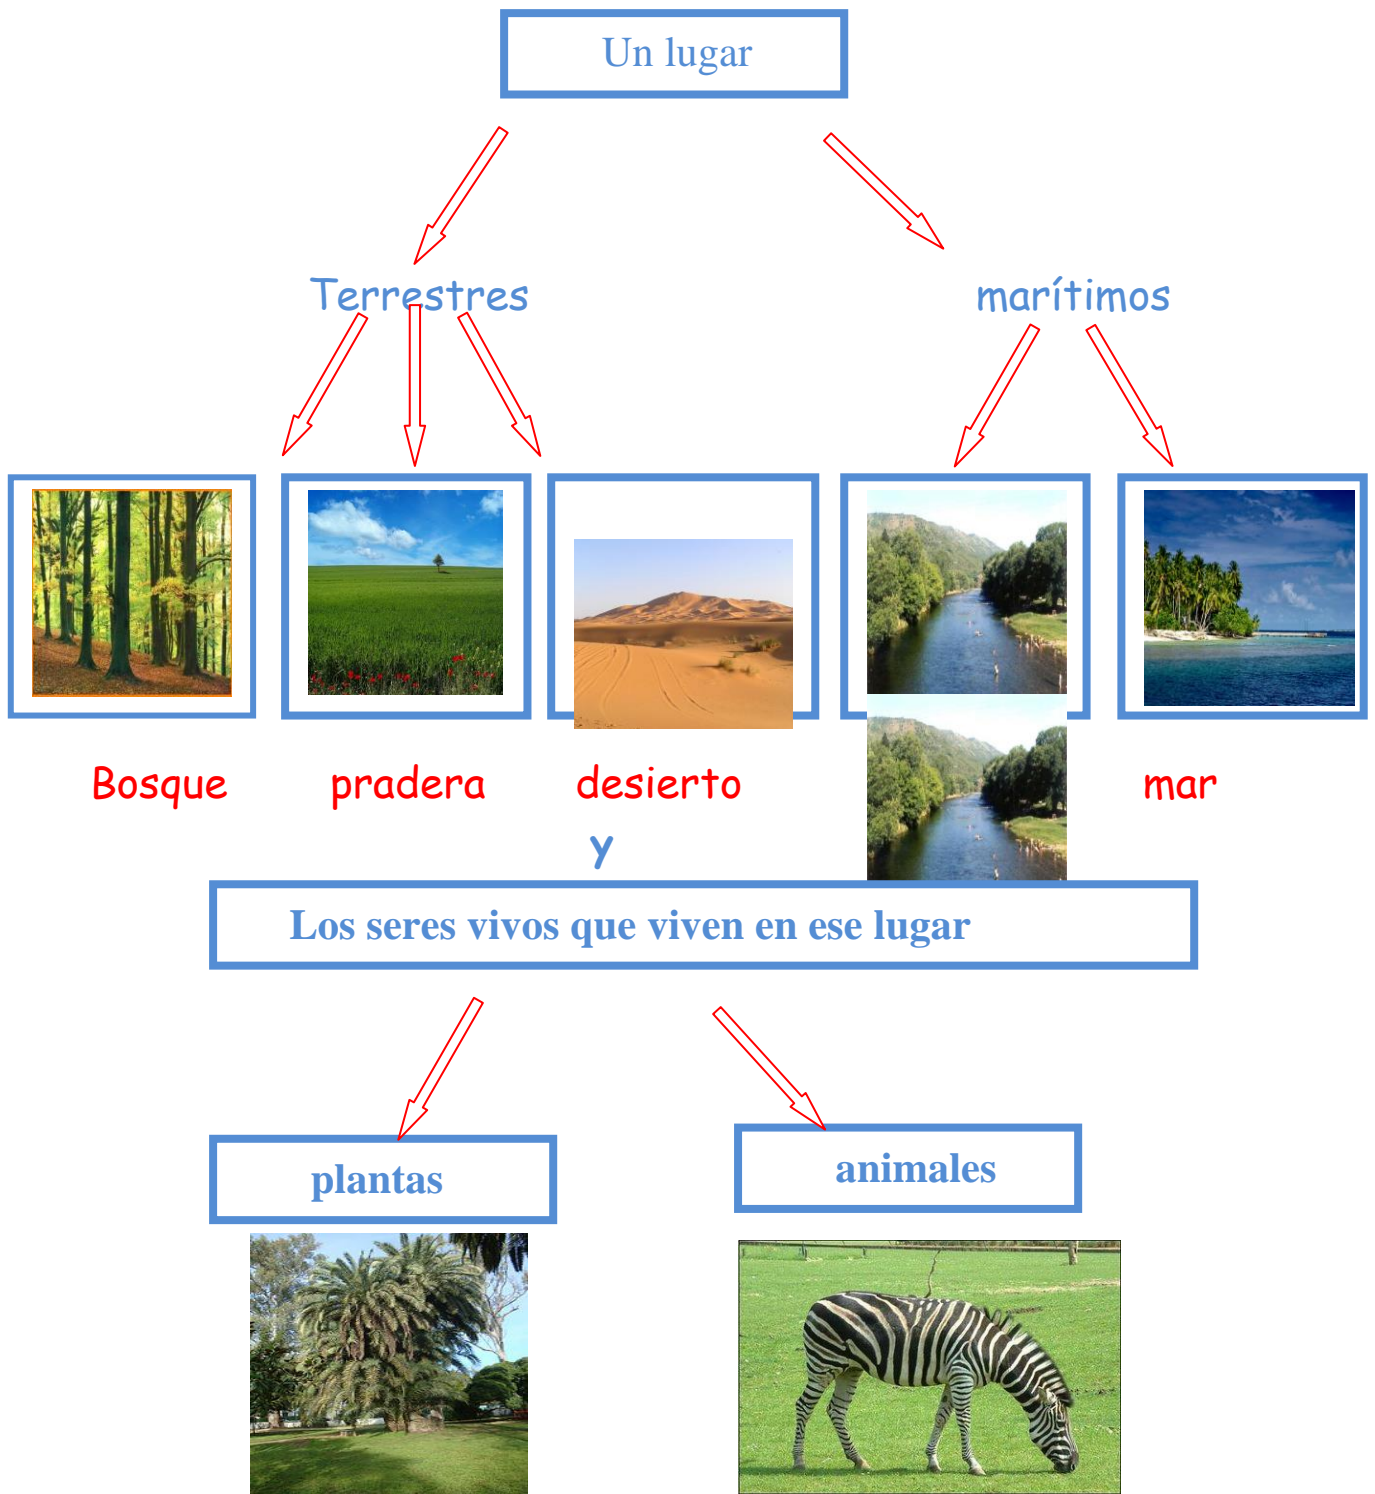 Un lugar
Terrestres
marítimos
Bosque
pradera
desierto
mar
y
Los seres vivos que viven en ese lugar
plantas
animales